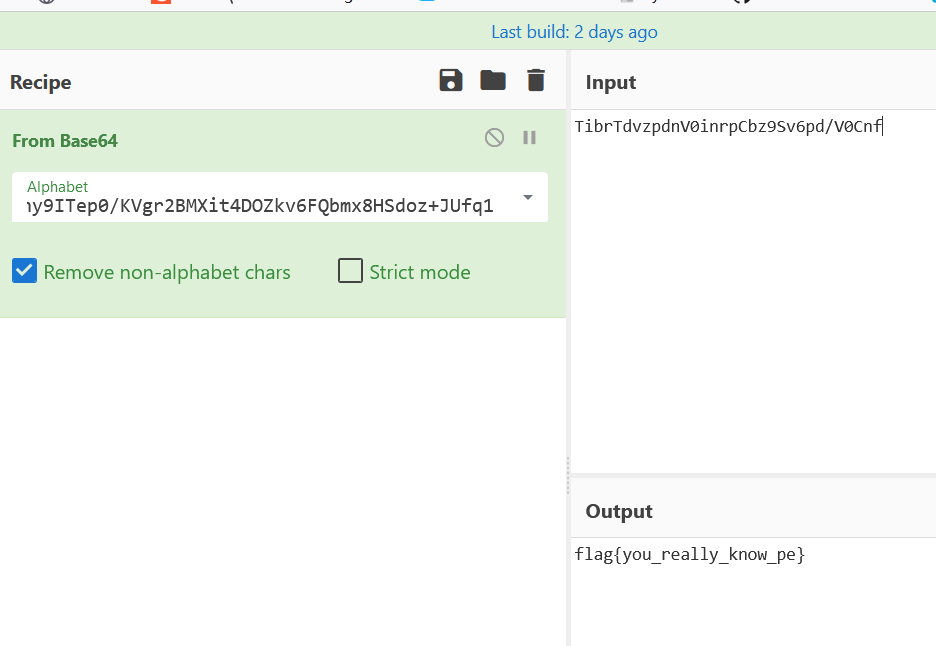 Last build: 2 days ago
Recipe
From Base64
Alphabet
y9ITep0/KVgr2BMXit4DOZkv6FQbmx8HSdoz+JUfq1
Remove non-alphabet chars
Strict mode
Input
TibrTdvzpdnV0inrpCbz9Sv6pd/V0Cnf
Output
flag{you_really_know_pe}